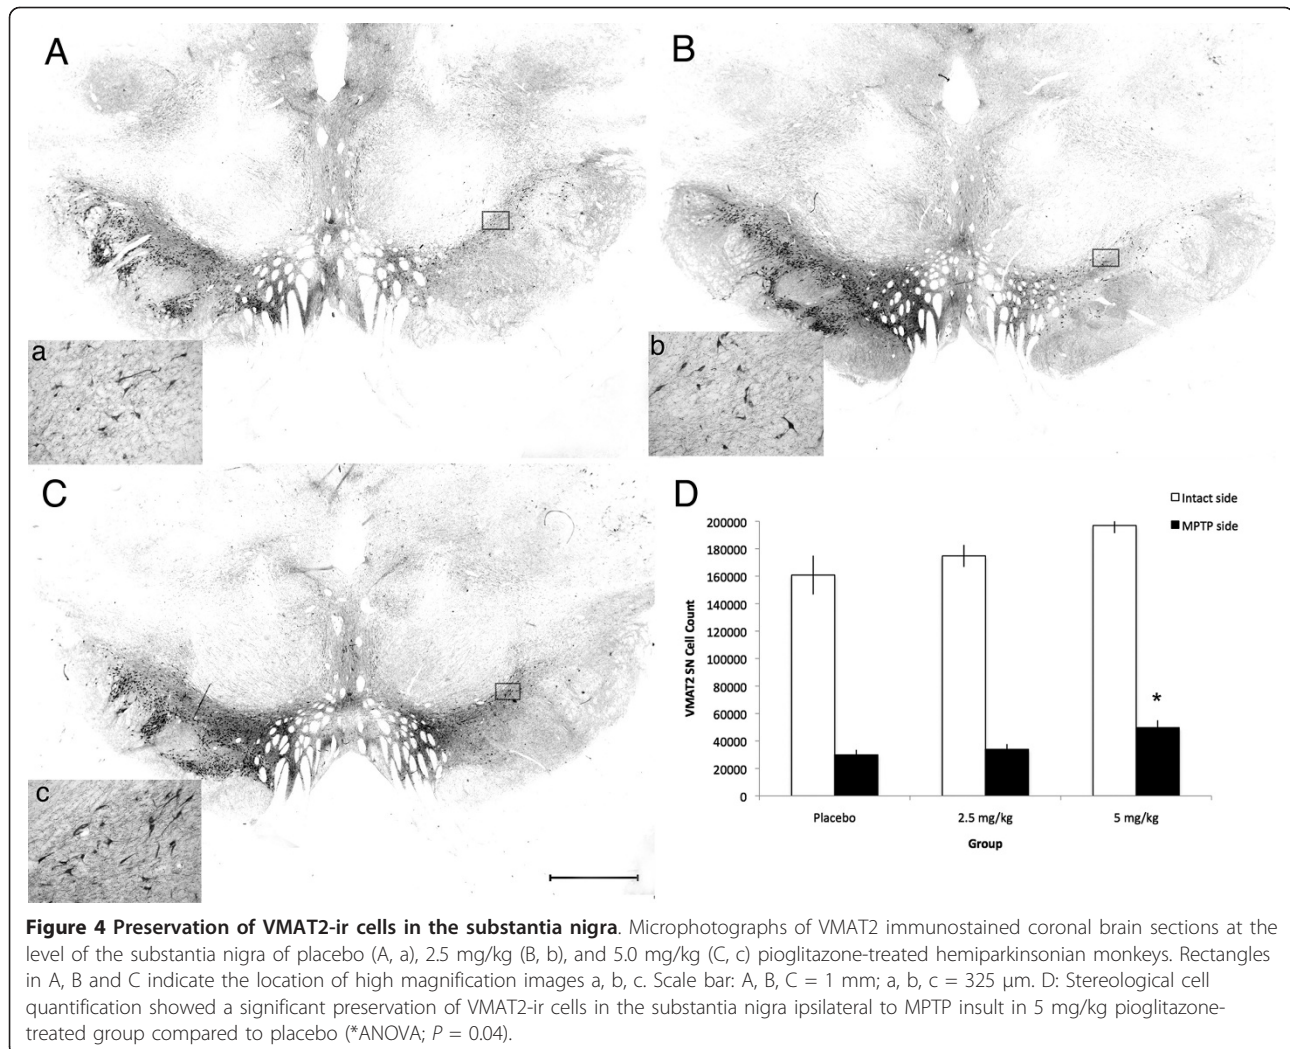 A
B
a
b
C
c
D
Intact side
MPTP side
200000
180000
160000
140000
120000
100000
80000
60000
40000
20000
0
VMAT2 SN Cell Count
*
Placebo
2.5 mg/kg
5 mg/kg
Group
Figure 4 Preservation of VMAT2-ir cells in the substantia nigra. Microphotographs of VMAT2 immunostained coronal brain sections at the
level of the substantia nigra of placebo (A, a), 2.5 mg/kg (B, b), and 5.0 mg/kg (C, c) pioglitazone-treated hemiparkinsonian monkeys. Rectangles
in A, B and C indicate the location of high magnification images a, b, c. Scale bar: A, B, C = 1 mm; a, b, c = 325 μm. D: Stereological cell
quantification showed a significant preservation of VMAT2-ir cells in the substantia nigra ipsilateral to MPTP insult in 5 mg/kg pioglitazone-
treated group compared to placebo (*ANOVA; P = 0.04).